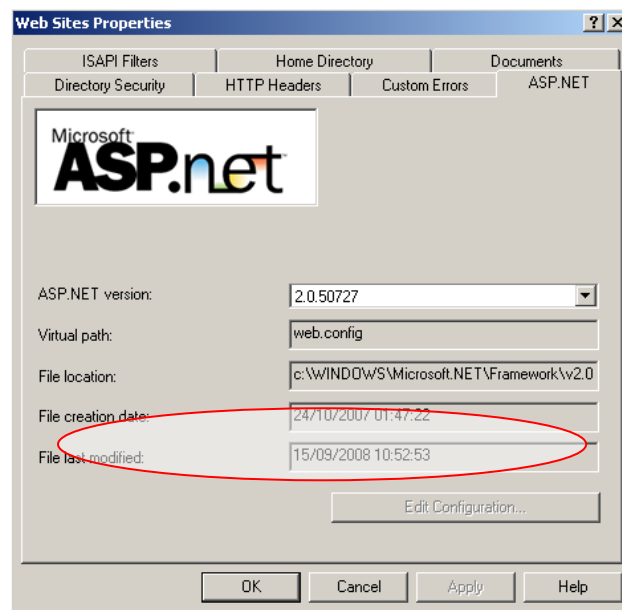 Web Sites Properties
ISAPI Filters Home Directory Documents
Directory Security HTTP Headers Custom Errors ASP.NET
Microsoft
ASP.net
ASP.NET version: 2.0.50727
Virtual path: web.config
File location: c:\WINDOWS\Microsoft.NET\Framework\v2.0
File creation date: 24/10/2007 01:47:22
File last modified: 15/09/2008 10:52:53
Edit Configuration...
OK Cancel Apply Help